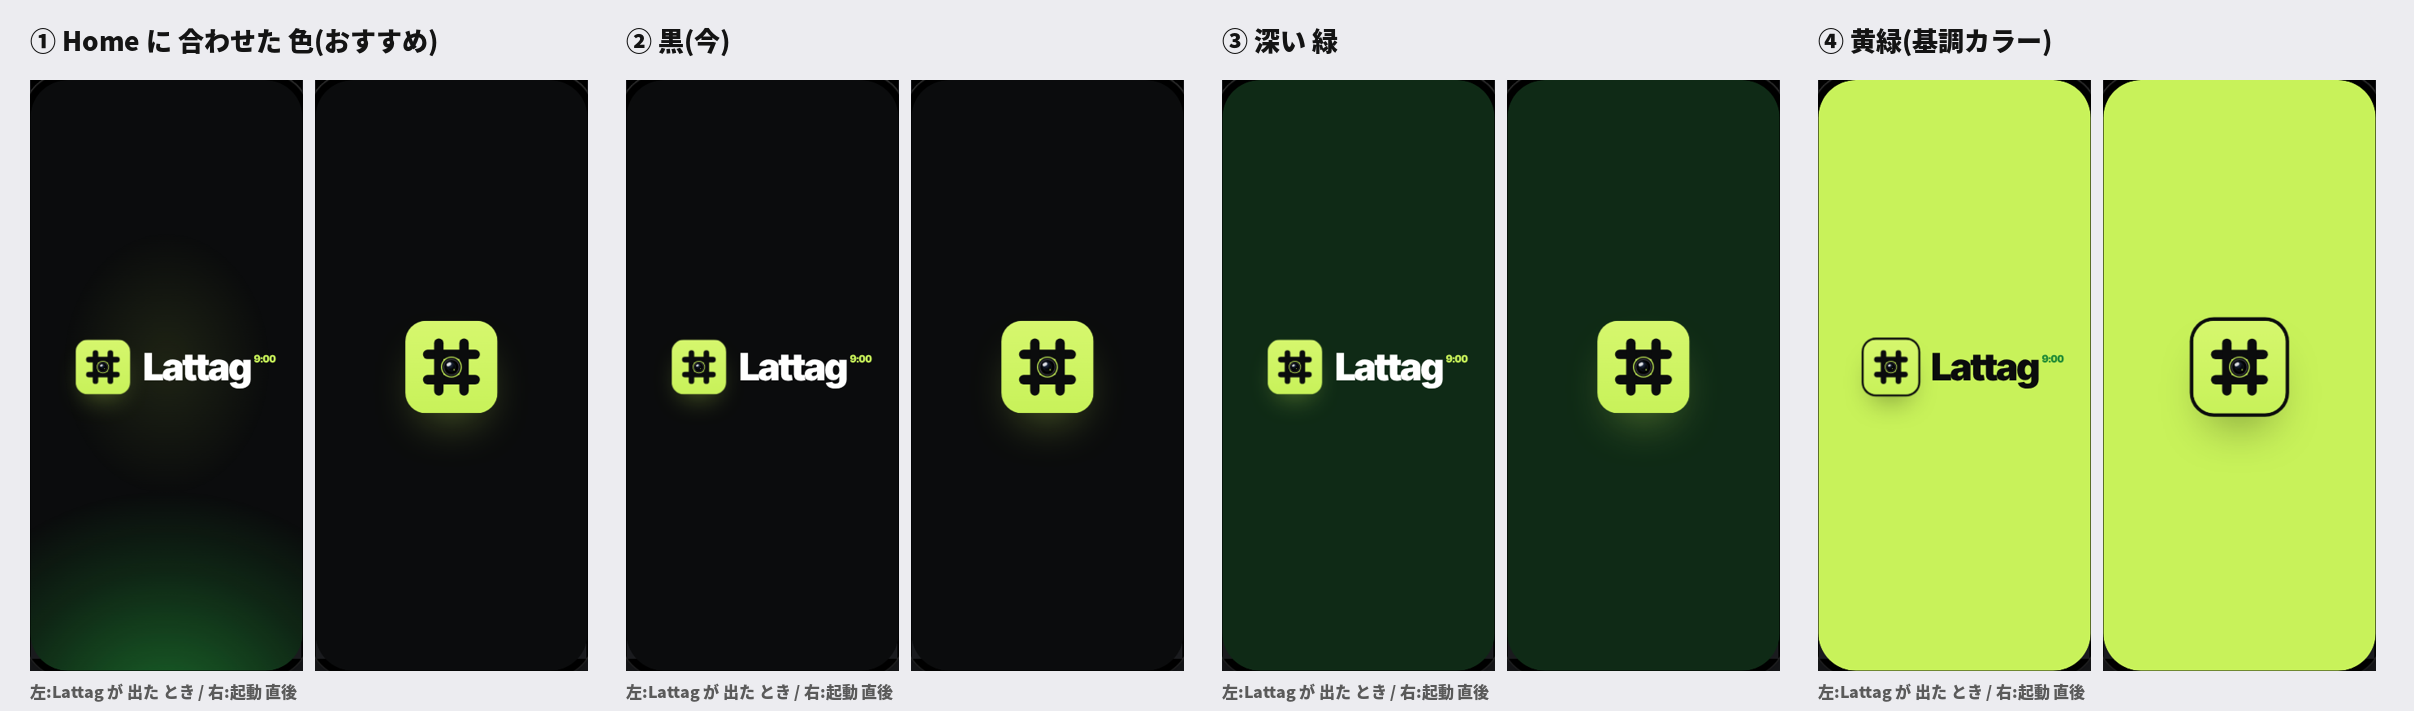 ① Home に 合わせた 色(おすすめ)
② 黒(今)
③ 深い 緑
④ 黄緑(基調カラー)
Lattag 9:00
Lattag 9:00
Lattag 9:00
Lattag 9:00
左:Lattag が 出た とき / 右:起動 直後
左:Lattag が 出た とき / 右:起動 直後
左:Lattag が 出た とき / 右:起動 直後
左:Lattag が 出た とき / 右:起動 直後